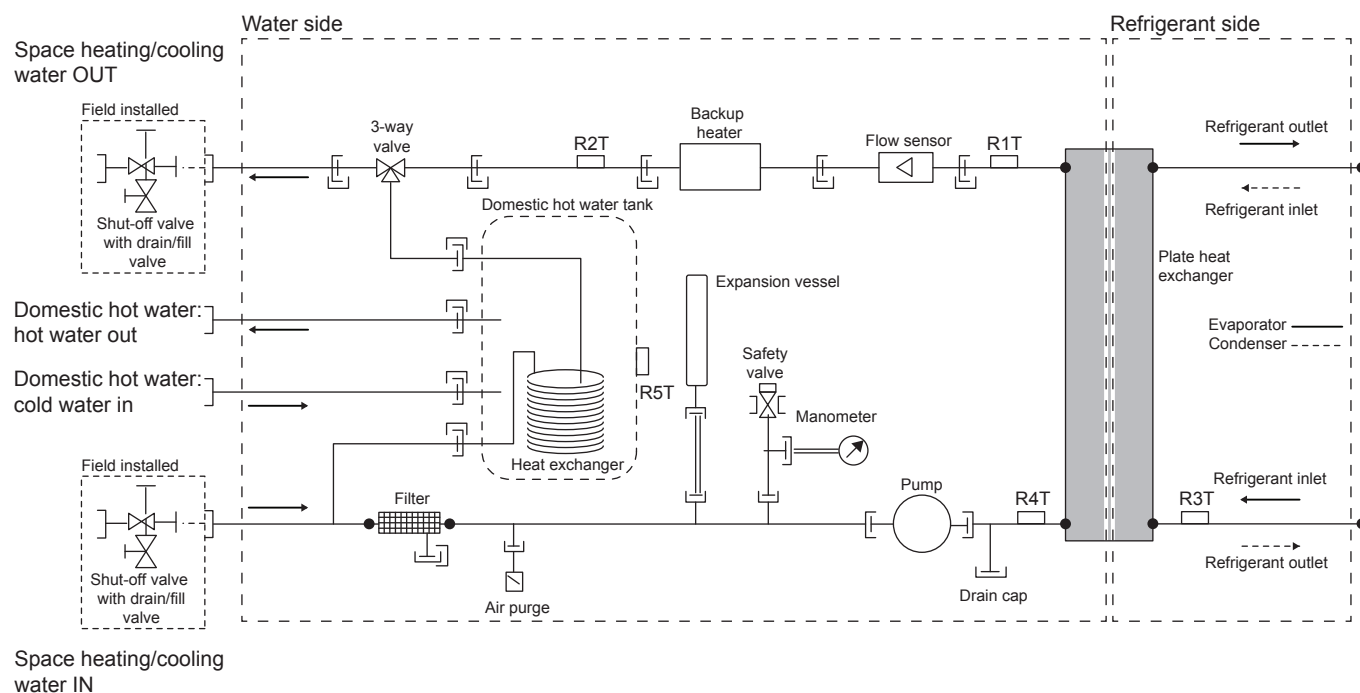 Water side
Refrigerant side
Space heating/cooling
water OUT
Field installed
3-way
valve
R2T
Backup
heater
Flow sensor
R1T
Refrigerant outlet
Refrigerant inlet
Shut-off valve
with drain/fill
valve
Domestic hot water tank
Plate heat
exchanger
Expansion vessel
Domestic hot water:
hot water out
Evaporator
Condenser
Safety
valve
R5T
Domestic hot water:
cold water in
Manometer
Heat exchanger
Field installed
Filter
Pump
R4T
R3T
Refrigerant inlet
Refrigerant outlet
Shut-off valve
with drain/fill
valve
Air purge
Drain cap
Space heating/cooling
water IN